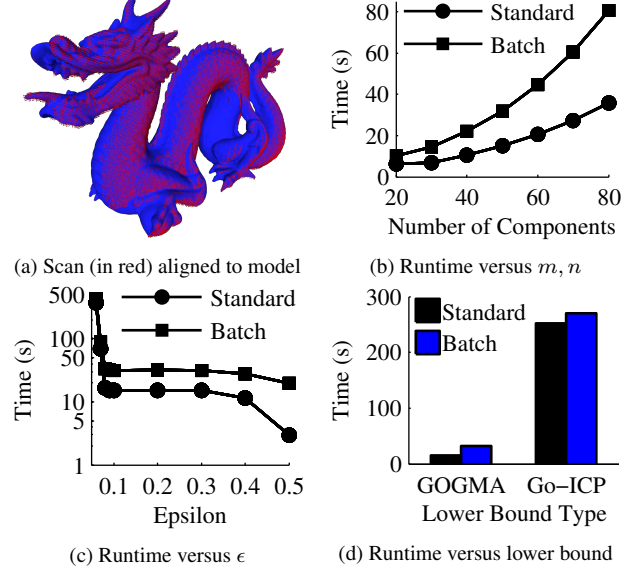 80
60
40
20
0
Time (s)
Standard
Batch
20 30 40 50 60 70 80
Number of Components
(a) Scan (in red) aligned to model
(b) Runtime versus m, n
500
100
50
10
5
1
Time (s)
Standard
Batch
0.1 0.2 0.3 0.4 0.5
Epsilon
(c) Runtime versus ϵ
300
200
100
0
Time (s)
Standard
Batch
GOGMA Go−ICP
Lower Bound Type
(d) Runtime versus lower bound